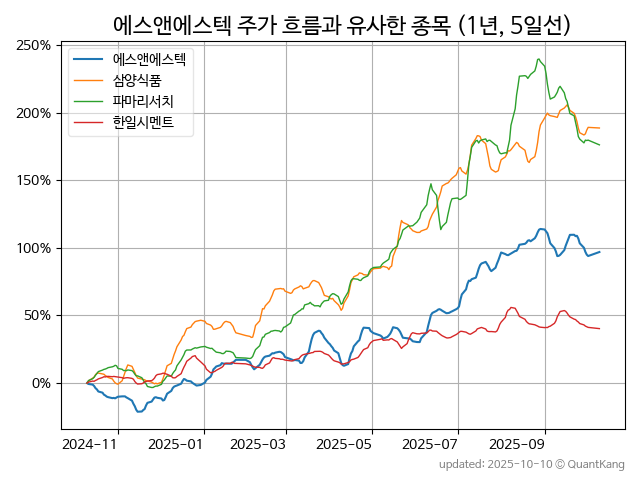 에스앤에스텍 주가 흐름과 유사한 종목 (1년, 5일선)
250%
200%
150%
100%
50%
0%
에스앤에스텍
삼양식품
파마리서치
한일시멘트
2024-11
2025-01
2025-03
2025-05
2025-07
2025-09
updated: 2025-10-10 © QuantKang